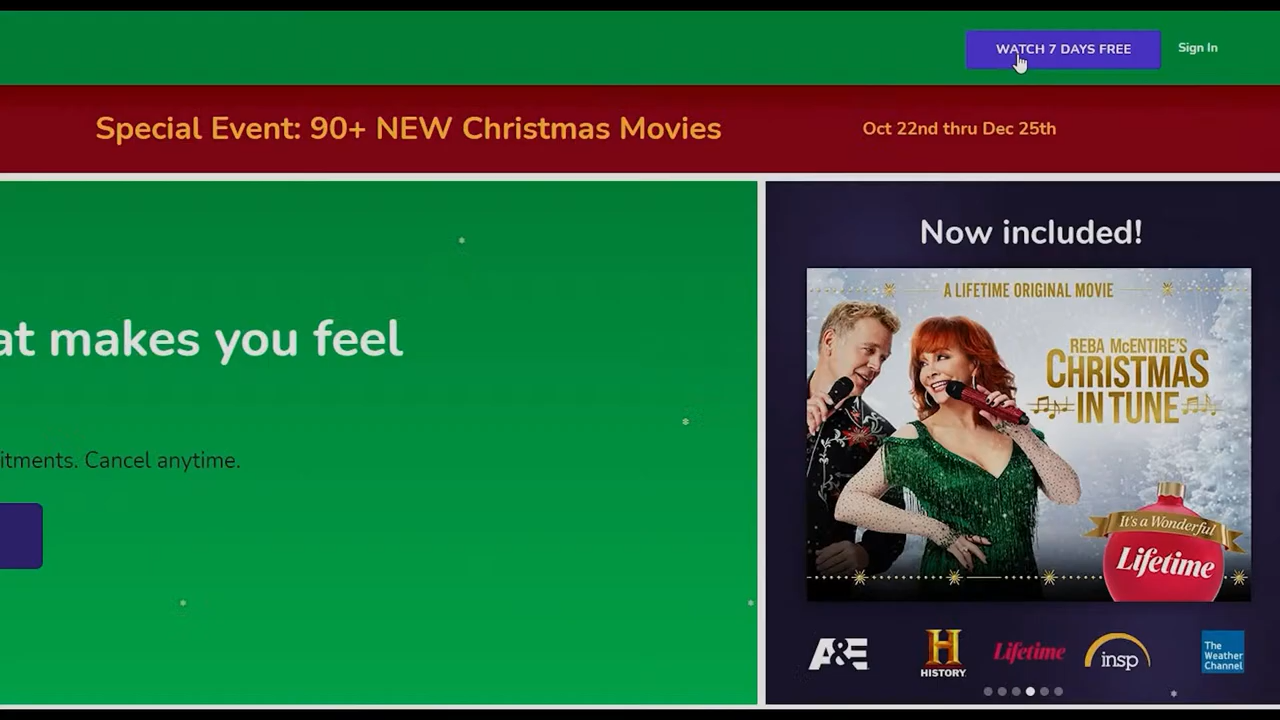 WATCH 7 DAYS FREE
Sign In
Special Event: 90+ NEW Christmas Movies
Oct 22nd thru Dec 25th
at makes you feel
itments. Cancel anytime.
Now included!
A LIFETIME ORIGINAL MOVIE
REBA McENTIRE'S
CHRISTMAS
IN TUNE
It's a Wonderful
Lifetime
A&E
H
HISTORY
Lifetime
insp
The
Weather
Channel